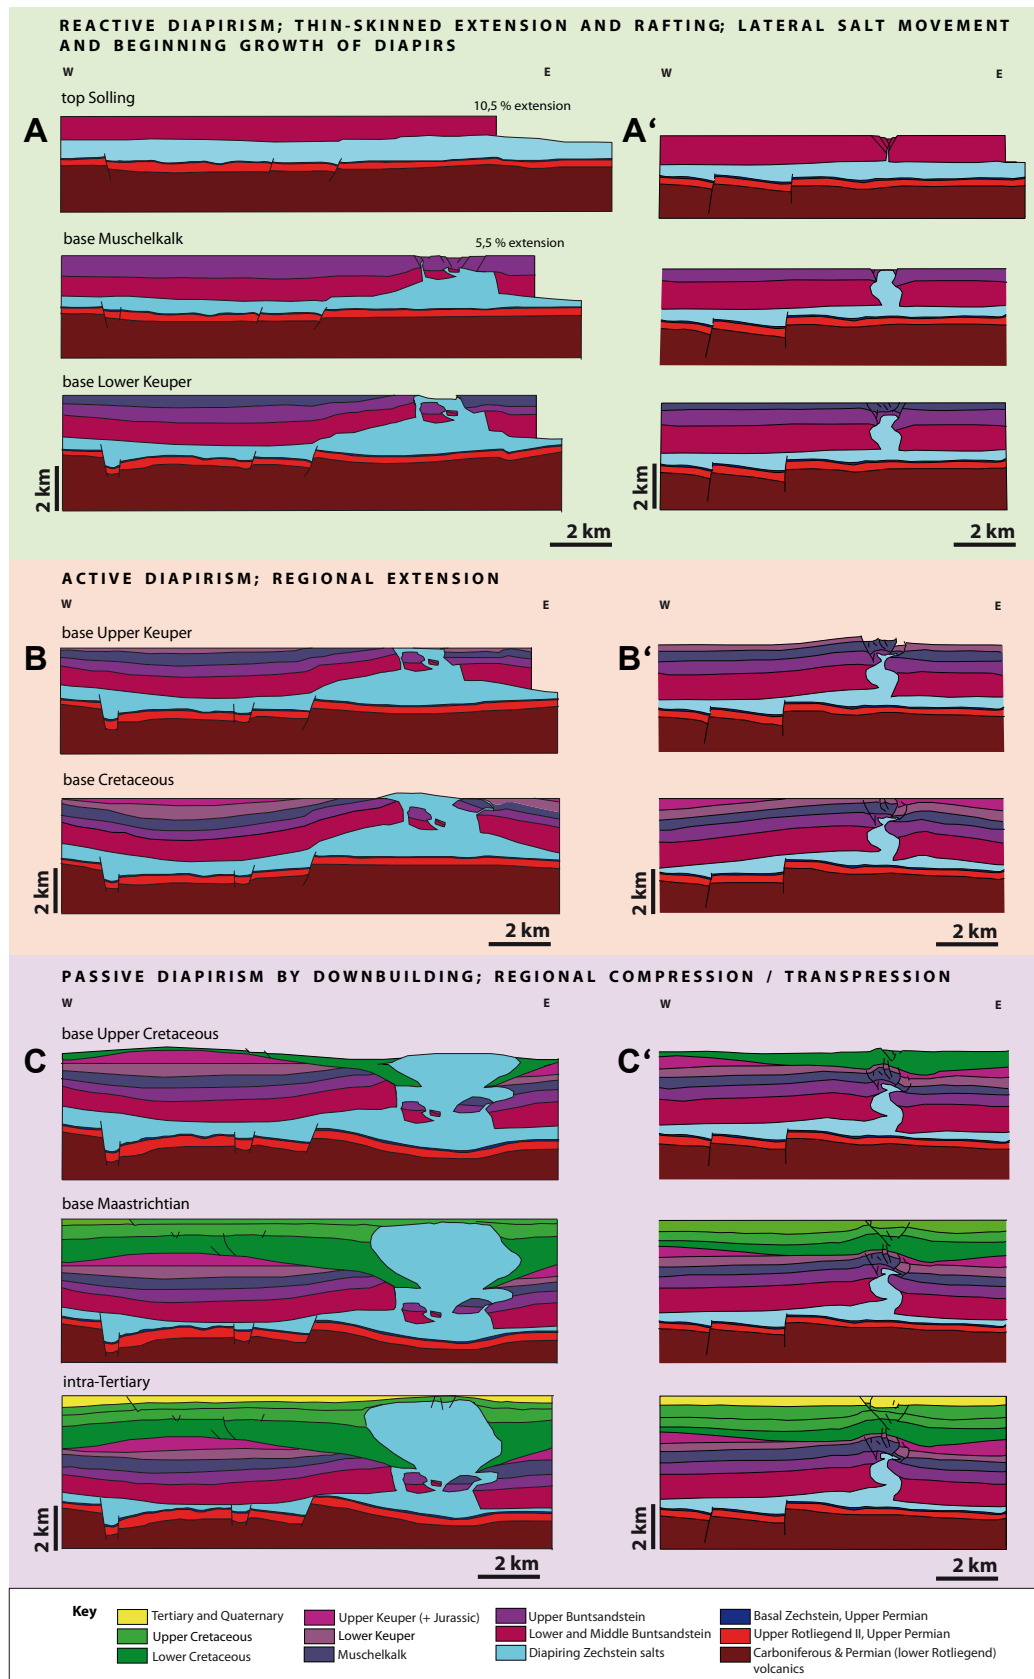 REACTIVE DIAPIRISM; THIN-SKINNED EXTENSION AND RAFTING; LATERAL SALT MOVEMENT
AND BEGINNING GROWTH OF DIAPIRS
W E W E
top Solling
10,5 % extension
A A‘
base Muschelkalk
5,5 % extension
base Lower Keuper
2 km 2 km
2 km 2 km
ACTIVE DIAPIRISM; REGIONAL EXTENSION
W E W E
base Upper Keuper
B B‘
base Cretaceous
2 km 2 km
2 km 2 km
PASSIVE DIAPIRISM BY DOWNBUILDING; REGIONAL COMPRESSION / TRANSPRESSION
W E W E
base Upper Cretaceous
C C‘
base Maastrichtian
intra-Tertiary
2 km 2 km
2 km 2 km
Key
Tertiary and Quaternary
Upper Cretaceous
Lower Cretaceous
Upper Keuper (+ Jurassic)
Lower Keuper
Muschelkalk
Upper Buntsandstein
Lower and Middle Buntsandstein
Diapiring Zechstein salts
Basal Zechstein, Upper Permian
Upper Rotliegend II, Upper Permian
Carboniferous & Permian (lower Rotliegend)
volcanics